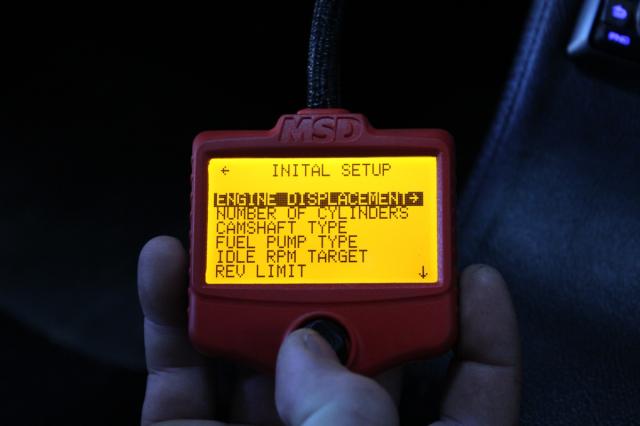 MSD
← INITAL SETUP
ENGINE DISPLACEMENT→
NUMBER OF CYLINDERS
CAMSHAFT TYPE
FUEL PUMP TYPE
IDLE RPM TARGET
REV LIMIT ↓